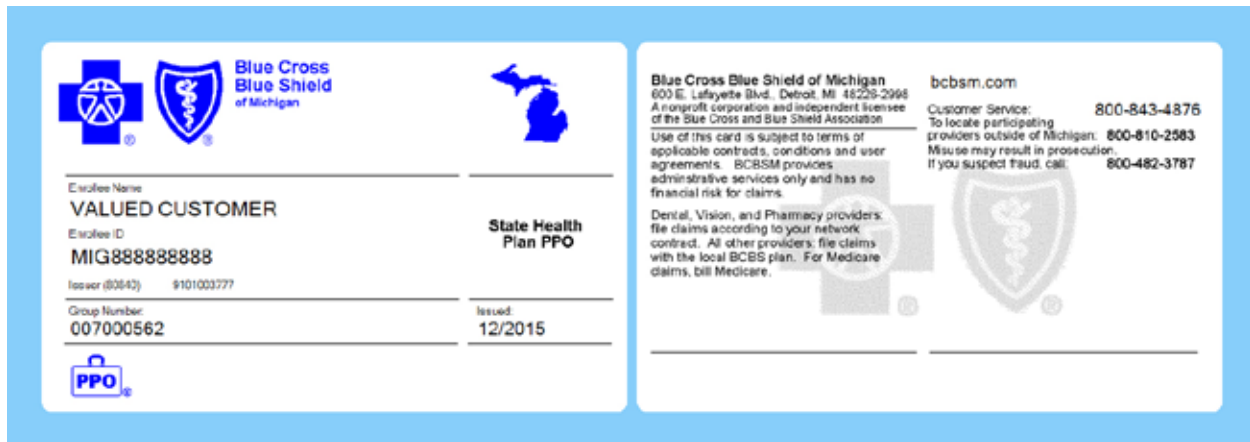 Blue Cross
Blue Shield
of Michigan
Enrollee Name
VALUED CUSTOMER
Enrollee ID
MIG888888888
Issuer (80840) 9101003777
Group Number:
007000562
State Health
Plan PPO
Issued:
12/2015
PPO
Blue Cross Blue Shield of Michigan
600 E. Lafayette Blvd., Detroit, MI 48226-2998
A nonprofit corporation and independent licensee
of the Blue Cross and Blue Shield Association
Use of this card is subject to terms of
applicable contracts, conditions and user
agreements. BCBSM provides
adminstrative services only and has no
financial risk for claims.
Dental, Vision, and Pharmacy providers:
file claims according to your network
contract. All other providers: file claims
with the local BCBS plan. For Medicare
claims, bill Medicare.
bcbsm.com
Customer Service: 800-843-4876
To locate participating
providers outside of Michigan: 800-810-2583
Misuse may result in prosecution.
If you suspect fraud, call: 800-482-3787